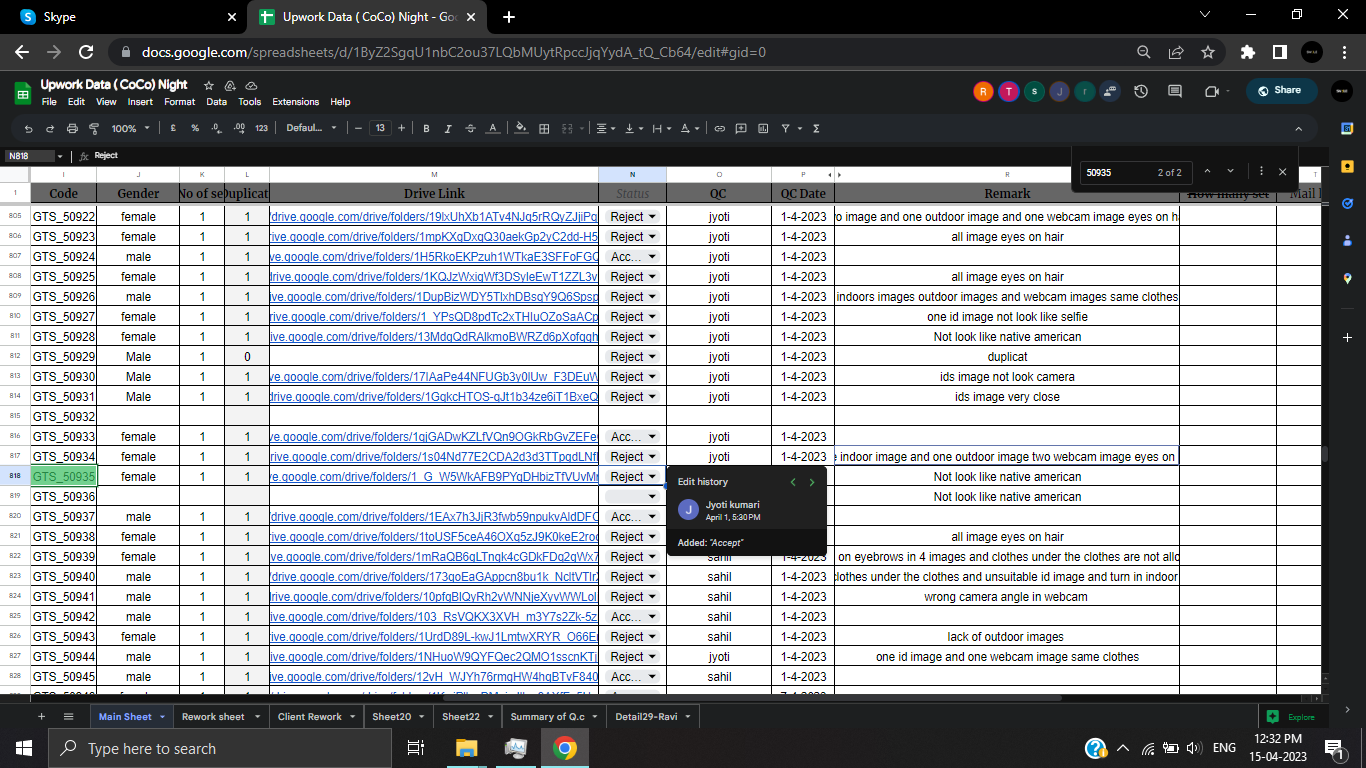 Skype
Upwork Data ( CoCo) Night - Goo
docs.google.com/spreadsheets/d/1ByZ2SgqU1nbC2ou37LQbMUytRpccJjqYydA_tQ_Cb64/edit#gid=0
Upwork Data ( CoCo) Night
File Edit View Insert Format Data Tools Extensions Help
R T s J r
Share
100% £ % .0 .00 123 Defaul... 13 B I A
N818 fx Reject
50935 2 of 2
I J K L M N O P R T
1 Code Gender No of se Duplicat Drive Link Status QC QC Date Remark How many set Mail I
805 GTS_50922 female 1 1 /drive.google.com/drive/folders/19lxUhXb1ATv4NJq5rRQyZJjiPq Reject jyoti 1-4-2023 o image and one outdoor image and one webcam image eyes on ha
806 GTS_50923 female 1 1 rive.google.com/drive/folders/1mpKXqDxqQ30aekGp2yC2dd-H5 Reject jyoti 1-4-2023 all image eyes on hair
807 GTS_50924 male 1 1 ve.google.com/drive/folders/1H5RkoEKPzuh1WTkaE3SFFoFGQ Acc... jyoti 1-4-2023
808 GTS_50925 female 1 1 drive.google.com/drive/folders/1KQJzWxigWf3DSyleEwT1ZZL3v Reject jyoti 1-4-2023 all image eyes on hair
809 GTS_50926 male 1 1 ive.google.com/drive/folders/1DupBizWDY5TlxhDBsqY9Q6Spsp Reject jyoti 1-4-2023 indoors images outdoor images and webcam images same clothes
810 GTS_50927 female 1 1 rive.google.com/drive/folders/1_YPsQD8pdTc2xTHIuOZoSaACp Reject jyoti 1-4-2023 one id image not look like selfie
811 GTS_50928 female 1 1 ive.google.com/drive/folders/13MdqQdRAlkmoBWRZd6pXofqgh Reject jyoti 1-4-2023 Not look like native american
812 GTS_50929 Male 1 0 Reject jyoti 1-4-2023 duplicat
813 GTS_50930 Male 1 1 ve.google.com/drive/folders/17IAaPe44NFUGb3y0lUw_F3DEuW Reject jyoti 1-4-2023 ids image not look camera
814 GTS_50931 Male 1 1 drive.google.com/drive/folders/1GqkcHTOS-qJt1b34ze6iT1BxeQ Reject jyoti 1-4-2023 ids image very close
815 GTS_50932
816 GTS_50933 female 1 1 ve.google.com/drive/folders/1qjGADwKZLfVQn9OGkRbGvZEFe Acc... jyoti 1-4-2023
817 GTS_50934 female 1 1 rive.google.com/drive/folders/1s04Nd77E2CDA2d3d3TTpqdLNf Reject jyoti 1-4-2023 indoor image and one outdoor image two webcam image eyes on
818 GTS_50935 female 1 1 ve.google.com/drive/folders/1_G_W5WkAFB9PYqDHbizTfVUvM Reject Not look like native american
819 GTS_50936 Not look like native american
820 GTS_50937 male 1 1 /drive.google.com/drive/folders/1EAx7h3JjR3fwb59npukvAldDFC Acc...
821 GTS_50938 female 1 1 drive.google.com/drive/folders/1toUSF5ceA46OXq5zJ9K0keE2roc Reject all image eyes on hair
822 GTS_50939 female 1 1 ve.google.com/drive/folders/1mRaQB6qLTnqk4cGDkFDq2qWx7 Reject sahil 1-4-2023 on eyebrows in 4 images and clothes under the clothes are not allo
823 GTS_50940 male 1 1 /drive.google.com/drive/folders/173qoEaGAppcn8bu1k_NcltVTlrX Reject sahil 1-4-2023 clothes under the clothes and unsuitable id image and turn in indoor
824 GTS_50941 male 1 1 rive.google.com/drive/folders/10pfgBIQyRh2vWNNjeXyvWWLol Reject sahil 1-4-2023 wrong camera angle in webcam
825 GTS_50942 male 1 1 ive.google.com/drive/folders/103_RsVQKX3XVH_m3Y7s2Zk-5z Acc... sahil 1-4-2023
826 GTS_50943 female 1 1 ive.google.com/drive/folders/1UrdD89L-kwJ1LmtwXRYR_O66E Reject sahil 1-4-2023 lack of outdoor images
827 GTS_50944 male 1 1 ive.google.com/drive/folders/1NHuoW9QYFQec2QMO1sscnKTj Reject jyoti 1-4-2023 one id image and one webcam image same clothes
828 GTS_50945 male 1 1 ive.google.com/drive/folders/12vH_WJYh76rmqHW4hqBTvF840 Acc... sahil 1-4-2023
Edit history
J Jyoti kumari
April 1, 5:30 PM
Added: "Accept"
Main Sheet Rework sheet Client Rework Sheet20 Sheet22 Summary of Q.c Detail29-Ravi Explore
Type here to search
ENG
12:32 PM
15-04-2023
1